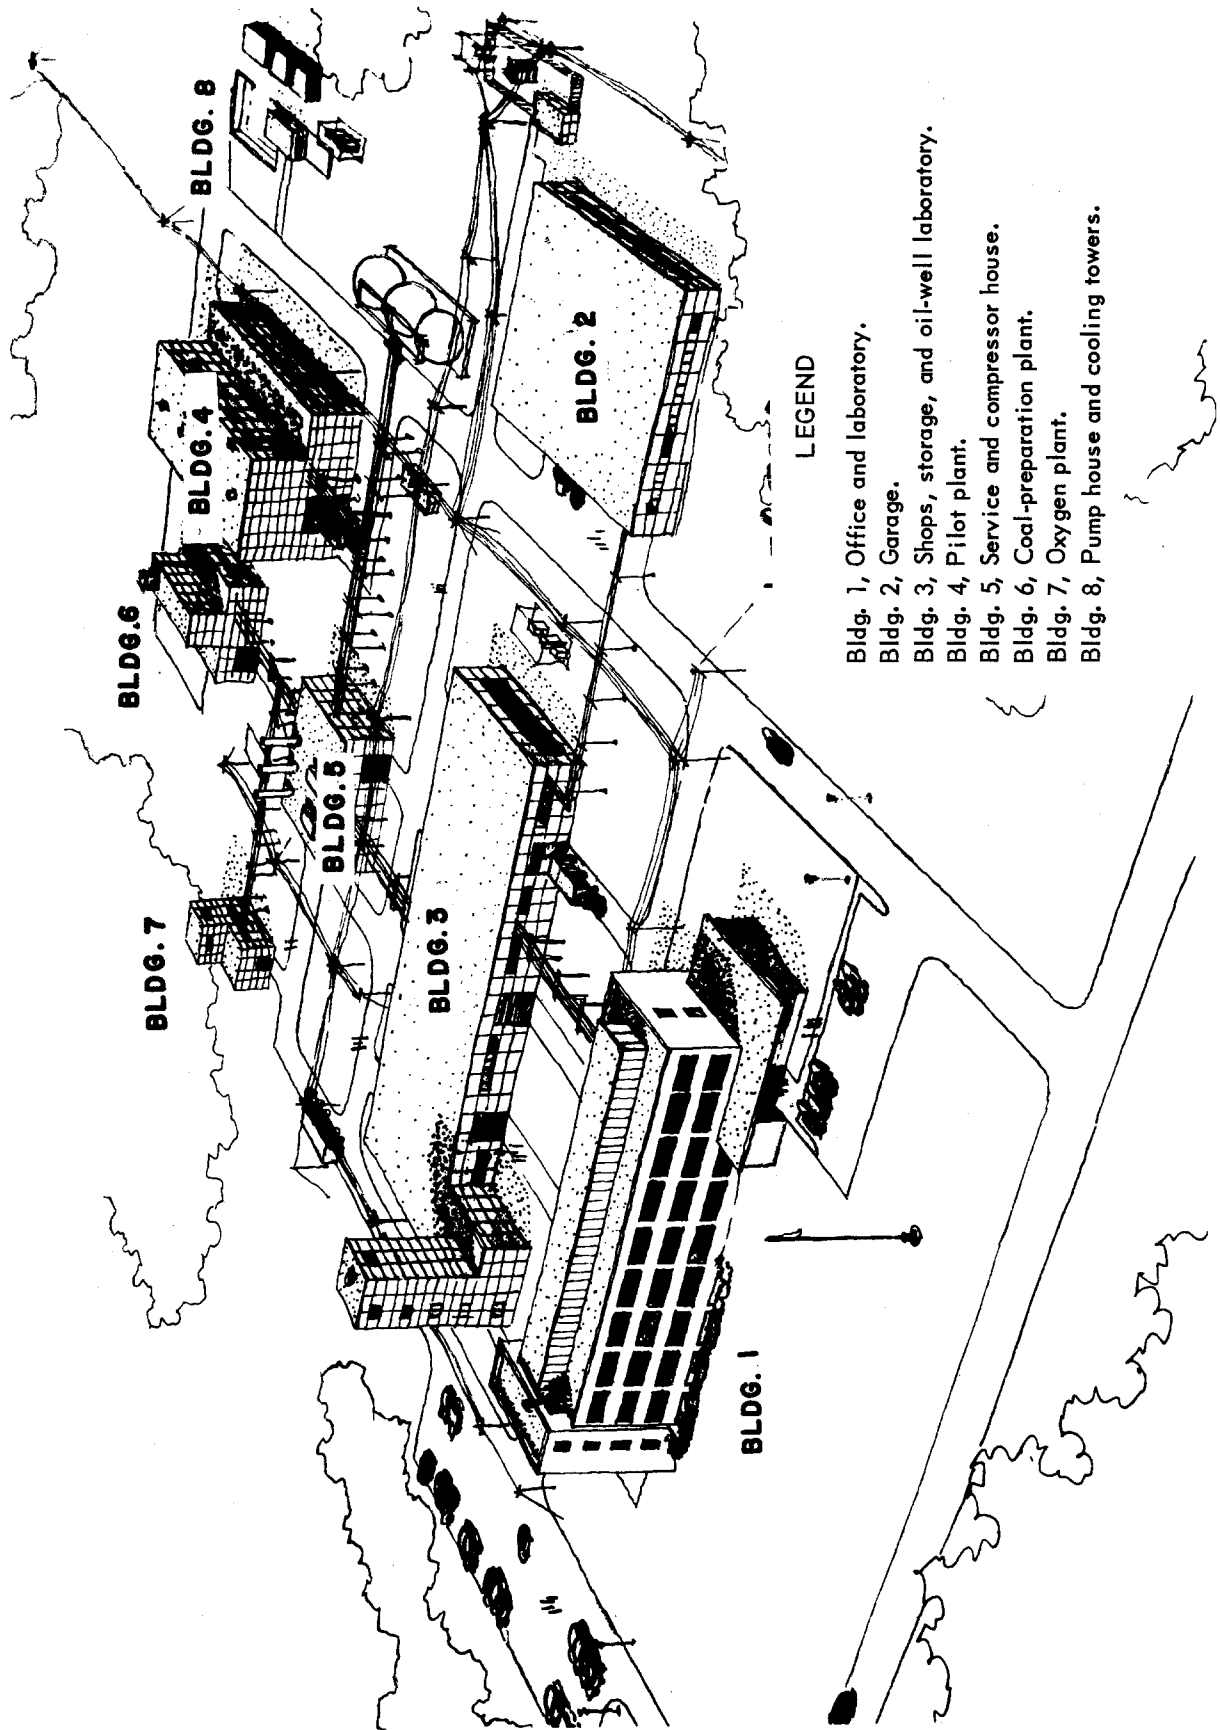 BLDG. 7
BLDG.6
BLDG. 8
BLDG.4
BLDG.5
BLDG.3
BLDG. 2
BLDG. 1
LEGEND
Bldg. 1, Office and laboratory.
Bldg. 2, Garage.
Bldg. 3, Shops, storage, and oil-well laboratory.
Bldg. 4, Pilot plant.
Bldg. 5, Service and compressor house.
Bldg. 6, Coal-preparation plant.
Bldg. 7, Oxygen plant.
Bldg. 8, Pump house and cooling towers.